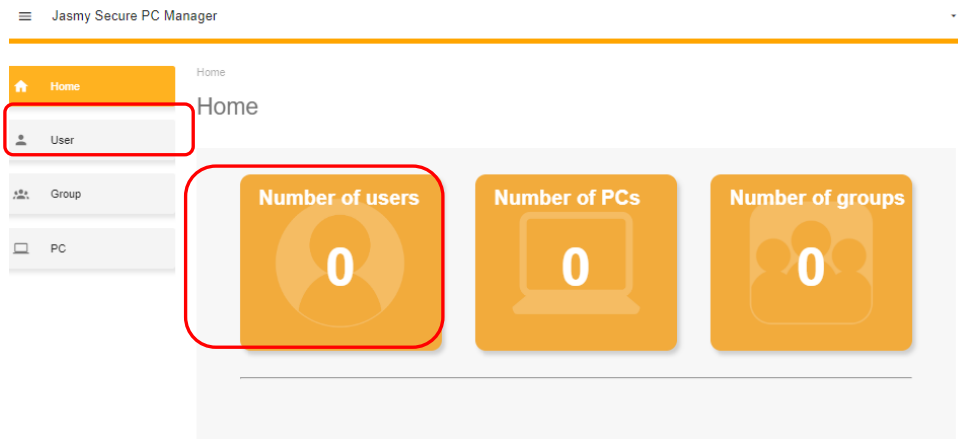 Jasmy Secure PC Manager
Home
User
Group
PC
Home
Home
Number of users
0
Number of PCs
0
Number of groups
0